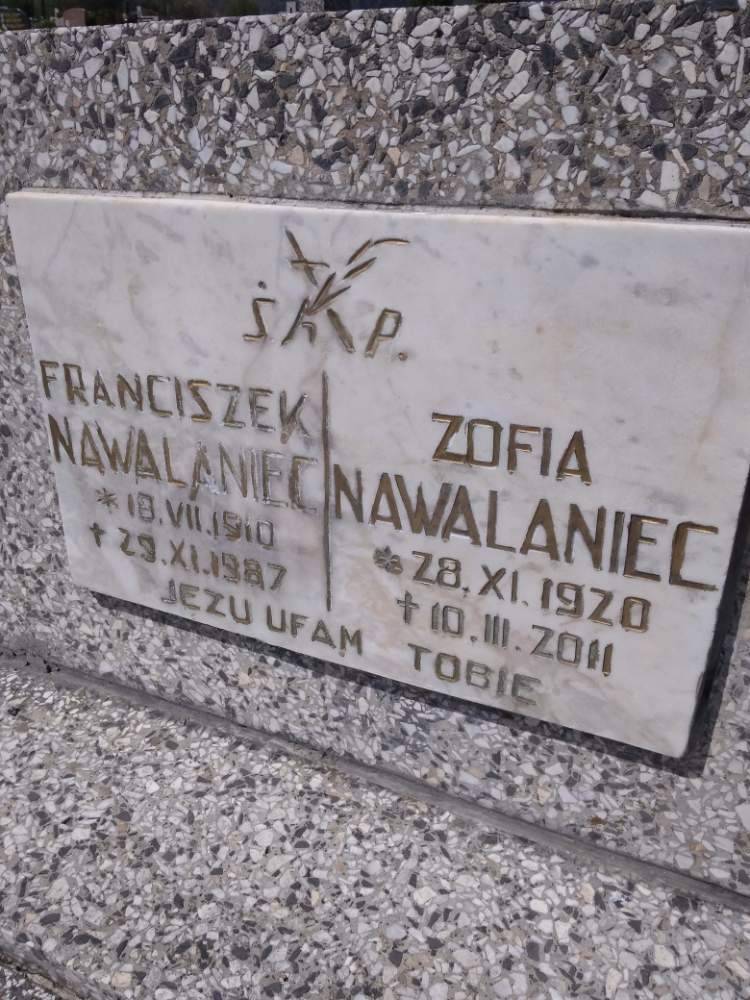 Ś. P.
FRANCISZEK
NAWALANIEC
* 18.VII.1910
† 29.XI.1987
ZOFIA
NAWALANIEC
* 28.XI.1920
† 10.III.2011
JEZU UFAM TOBIE